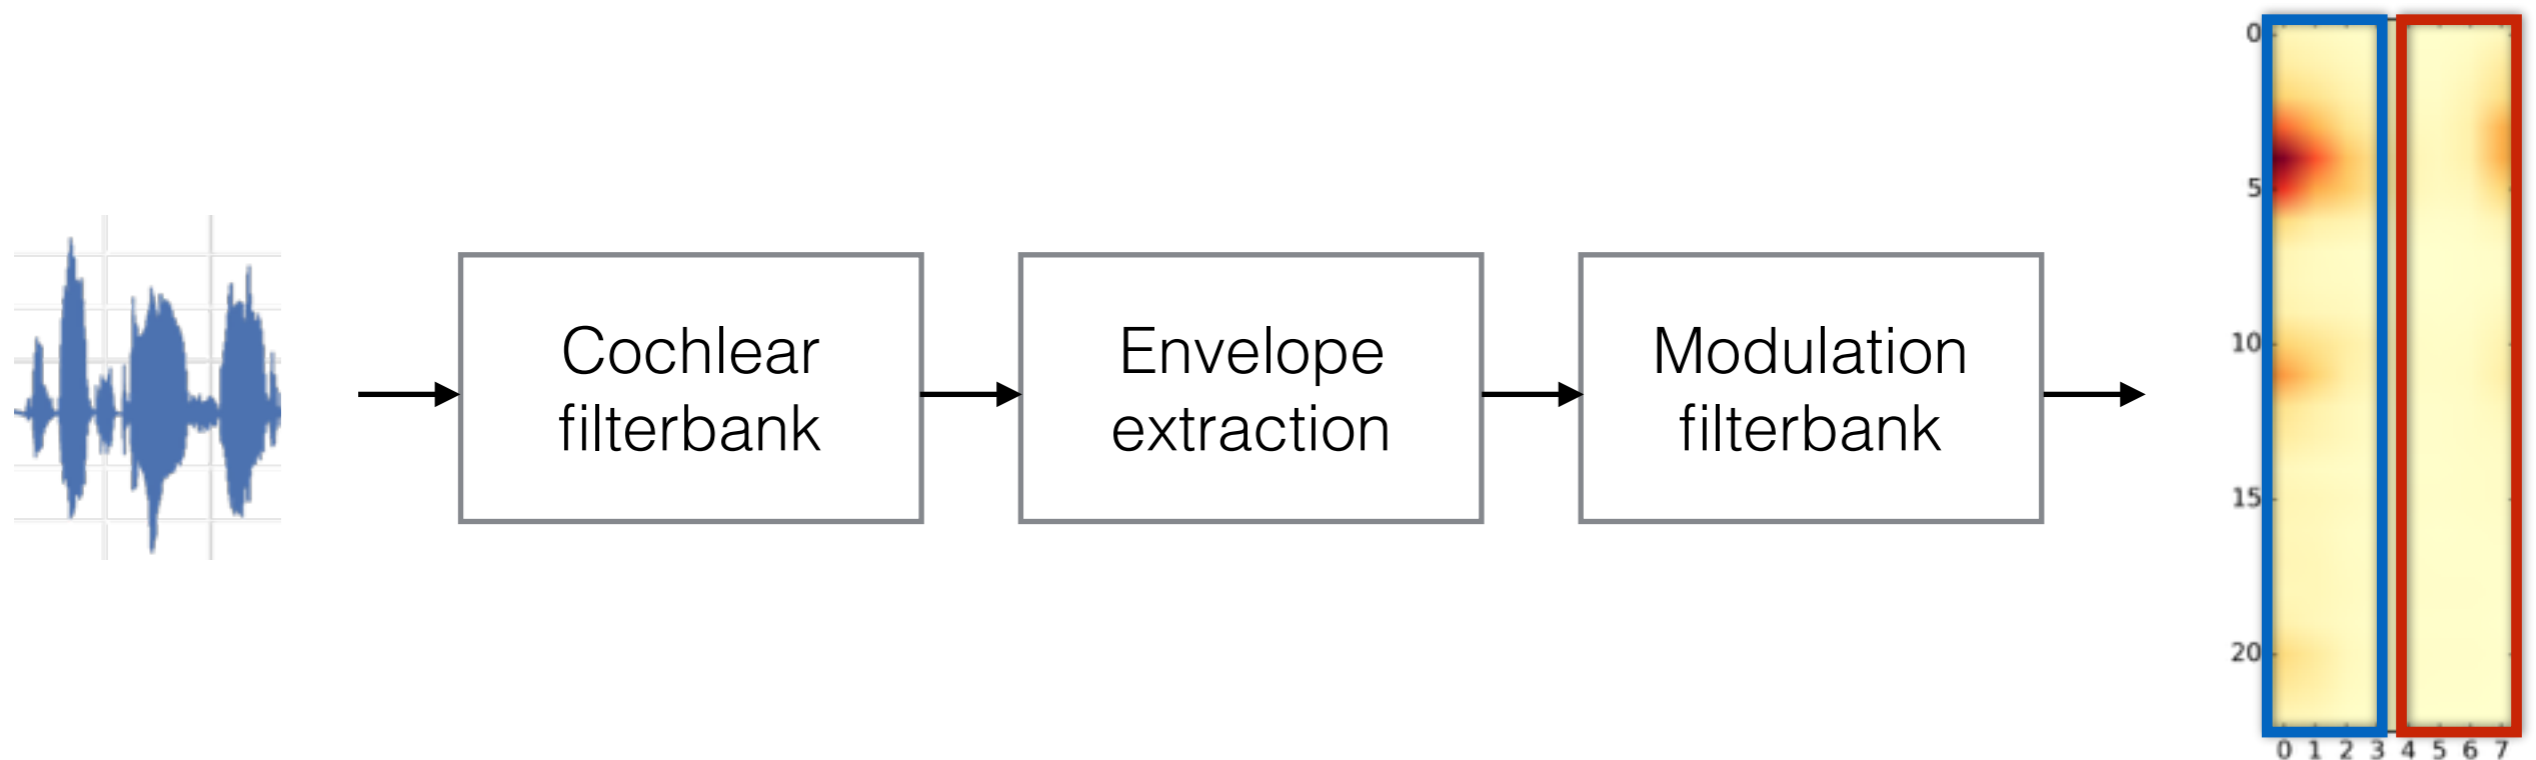 Cochlear
filterbank
Envelope
extraction
Modulation
filterbank
0
5
10
15
20
0 1 2 3 4 5 6 7